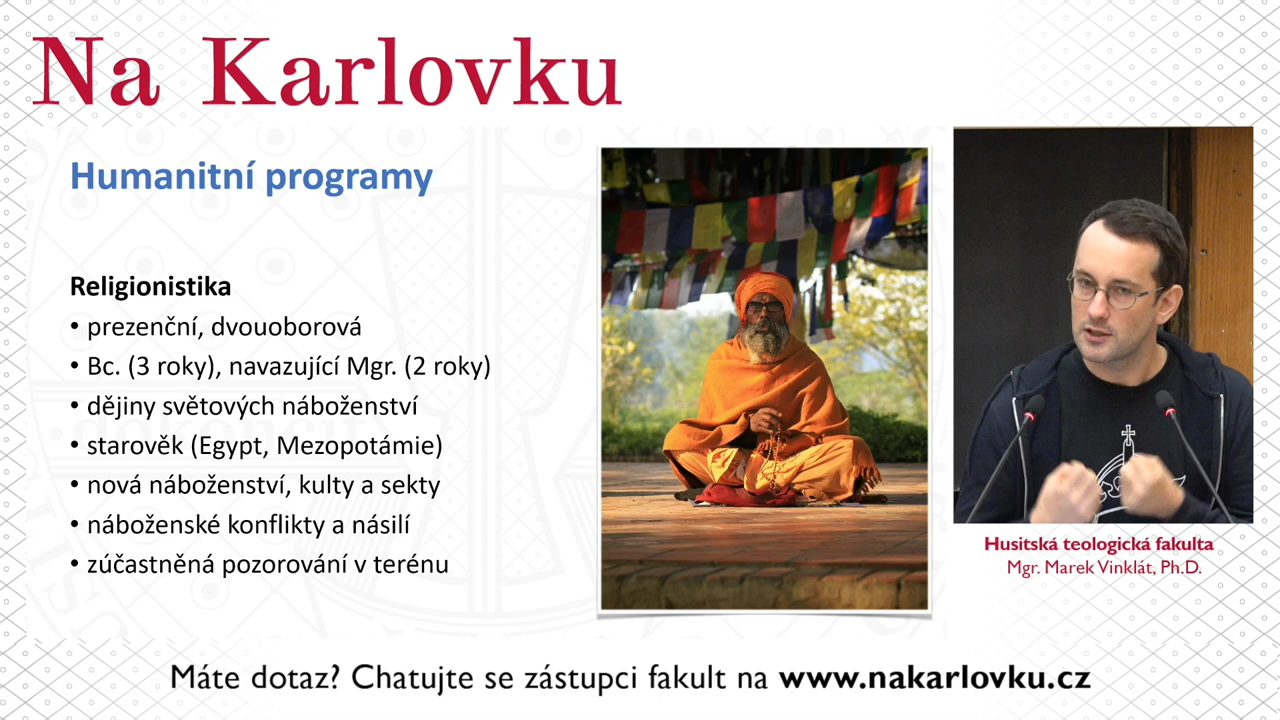 Na Karlovku
Humanitní programy
Religionistika
• prezenční, dvouoborová
• Bc. (3 roky), navazující Mgr. (2 roky)
• dějiny světových náboženství
• starověk (Egypt, Mezopotámie)
• nová náboženství, kulty a sekty
• náboženské konflikty a násilí
• zúčastněná pozorování v terénu
Husitská teologická fakulta
Mgr. Marek Vinklát, Ph.D.
Máte dotaz? Chatujte se zástupci fakult na www.nakarlovku.cz